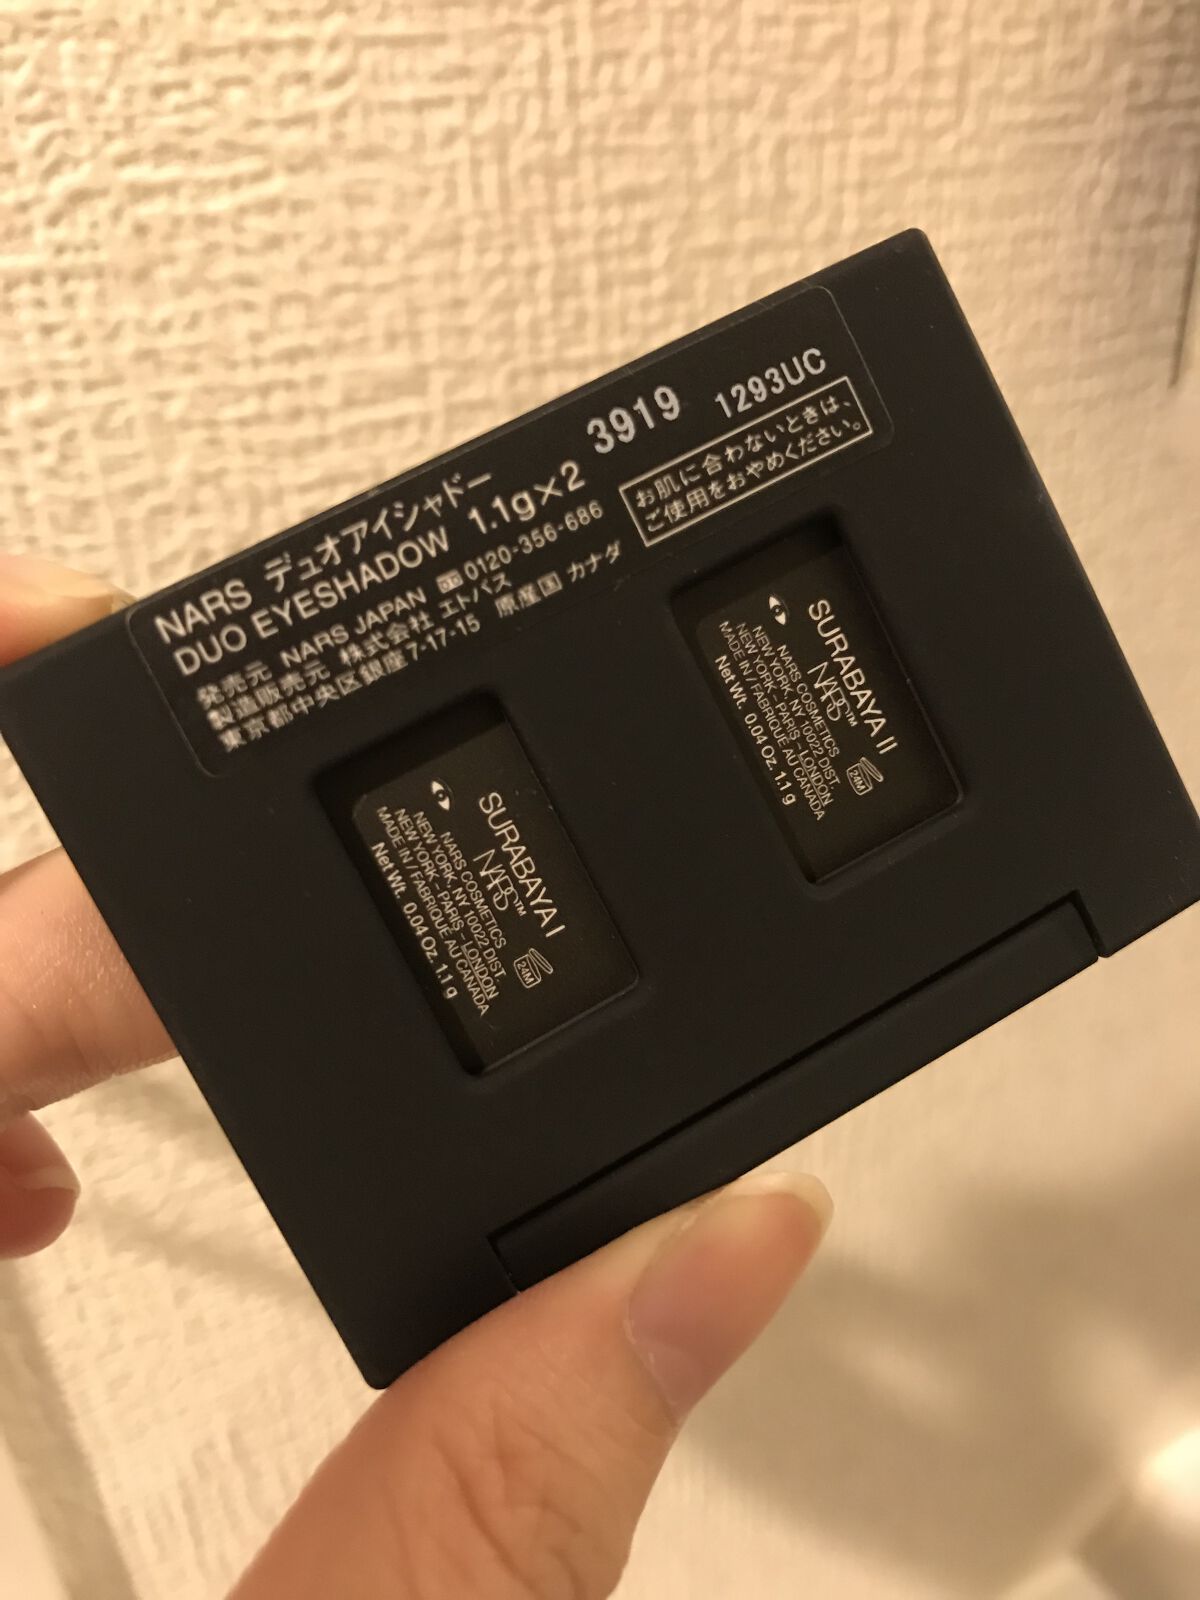 NARS デュオアイシャドー
DUO EYESHADOW 1.1g×2 3919 1293UC
発売元 NARS JAPAN 0120-356-686
製造販売元 株式会社 エトバス
東京都中央区銀座7-17-15 原産国 カナダ
お肌に合わないときは、
ご使用をおやめください。
SURABAYA I
NARS™
24M
NARS COSMETICS
NEW YORK, NY 10022 DIST.
NEW YORK - PARIS - LONDON
MADE IN / FABRIQUE AU CANADA
Net Wt. 0.04 Oz. 1.1 g
SURABAYA II
NARS™
24M
NARS COSMETICS
NEW YORK, NY 10022 DIST.
NEW YORK - PARIS - LONDON
MADE IN / FABRIQUE AU CANADA
Net Wt. 0.04 Oz. 1.1 g